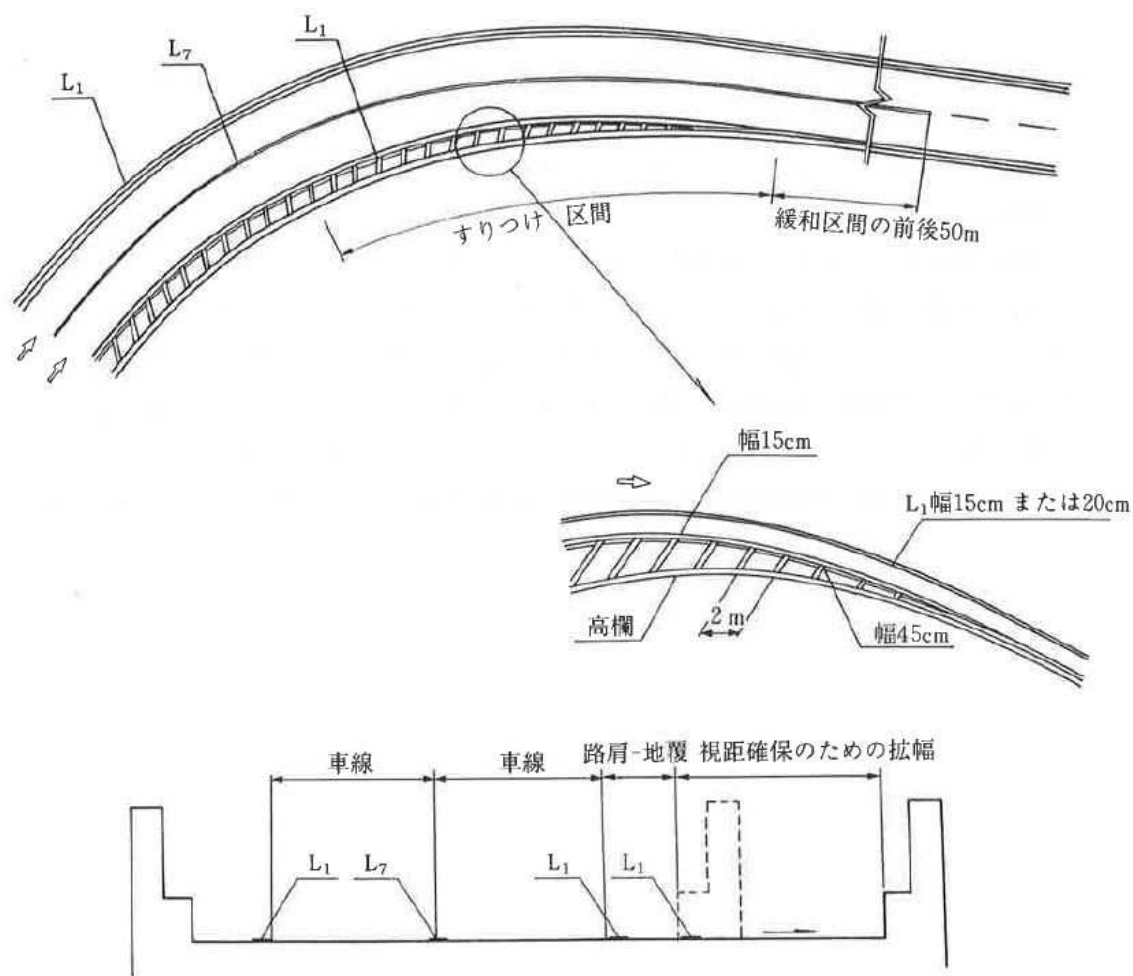 L₁
L₇
L₁
すりつけ 区間
緩和区間の前後50m
幅15cm
L₁幅15cm または20cm
高欄
2 m
幅45cm
車線
車線
路肩-地覆
視距確保のための拡幅
L₁
L₇
L₁
L₁